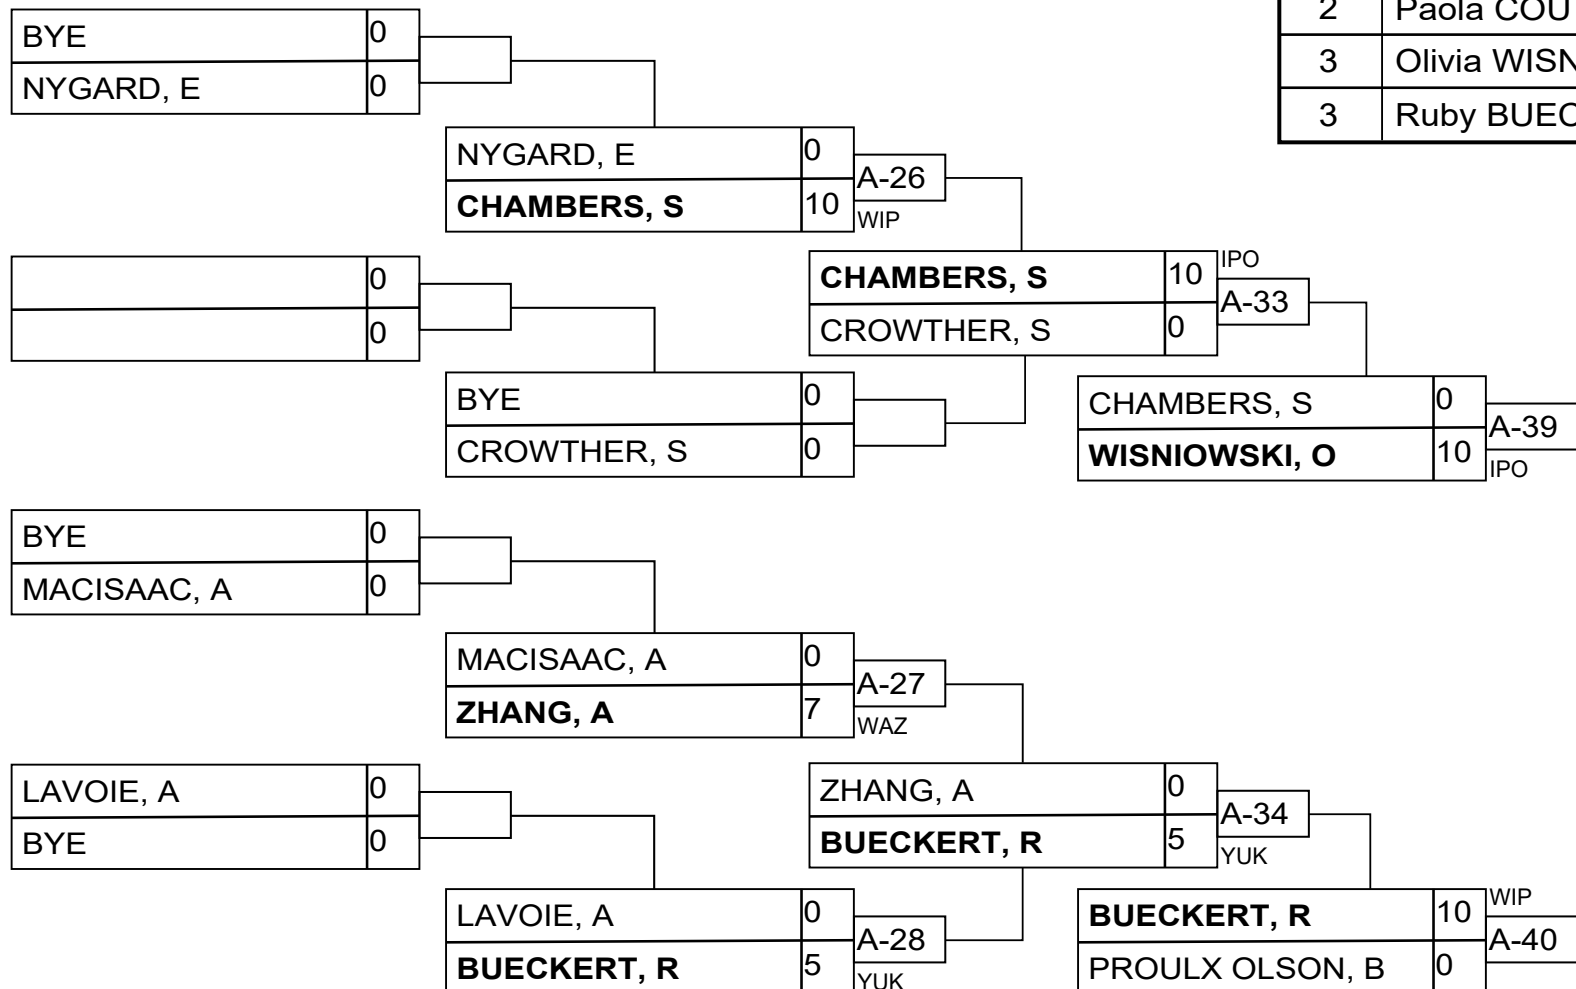 2 Paola COU
3 Olivia WISN
3 Ruby BUEC
BYE 0
NYGARD, E 0
NYGARD, E 0
A-26
CHAMBERS, S 10
WIP
0
0
CHAMBERS, S 10 IPO
A-33
CROWTHER, S 0
BYE 0
CROWTHER, S 0
CHAMBERS, S 0
A-39
WISNIOWSKI, O 10
IPO
BYE 0
MACISAAC, A 0
MACISAAC, A 0
A-27
ZHANG, A 7
WAZ
LAVOIE, A 0
BYE 0
ZHANG, A 0
A-34
BUECKERT, R 5
YUK
LAVOIE, A 0
A-28
BUECKERT, R 5
YUK
BUECKERT, R 10 WIP
A-40
PROULX OLSON, B 0